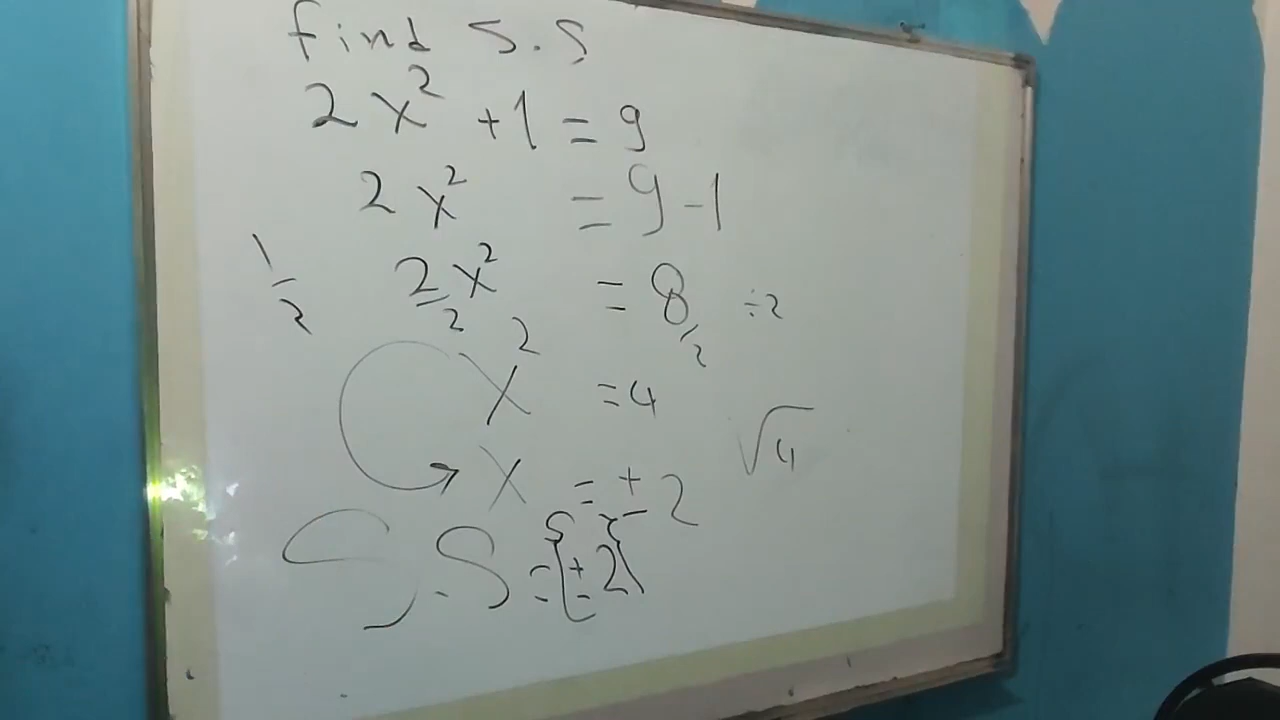 find S.S
2x² + 1 = 9
2x² = 9 - 1
1/2 2x²/2 = 8/2 ÷2
x² = 4
√4
x = ± 2
S.S = {± 2}